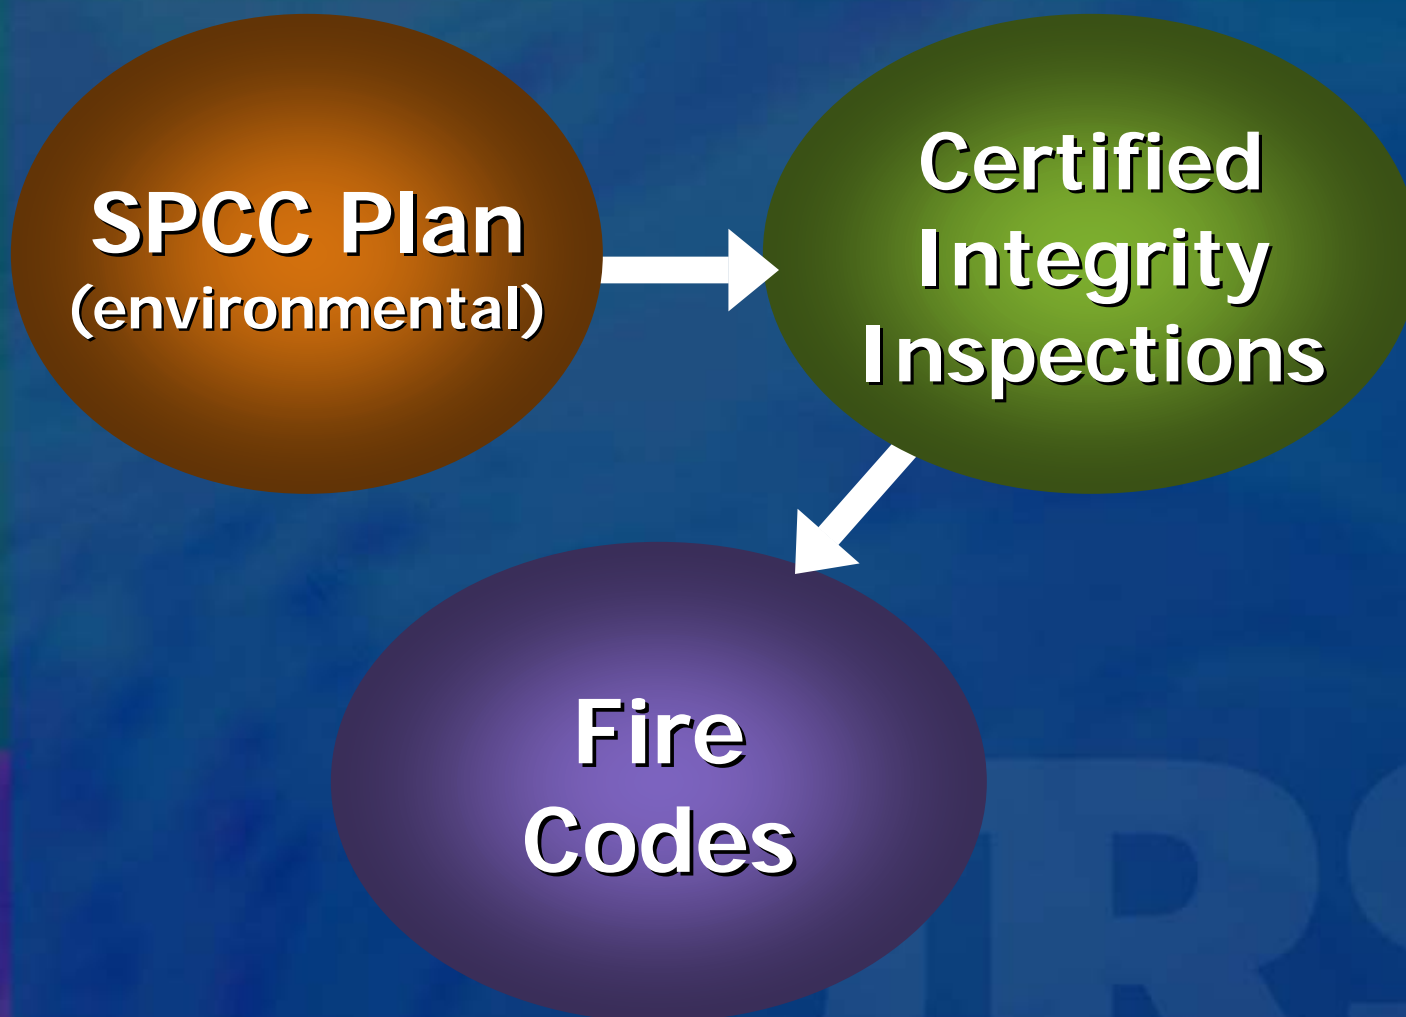 SPCC Plan
(environmental)
Certified
Integrity
Inspections
Fire
Codes